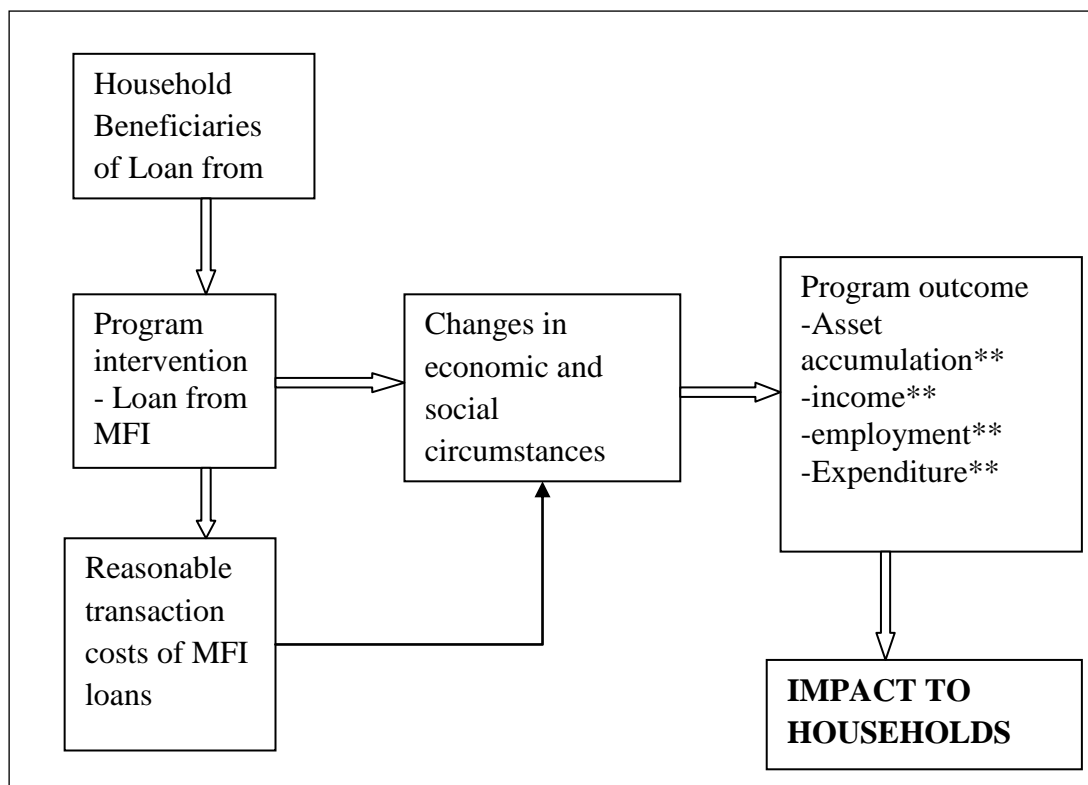 Household
Beneficiaries
of Loan from
Program
intervention
- Loan from
MFI
Reasonable
transaction
costs of MFI
loans
Changes in
economic and
social
circumstances
Program outcome
-Asset
accumulation**
-income**
-employment**
-Expenditure**
IMPACT TO
HOUSEHOLDS